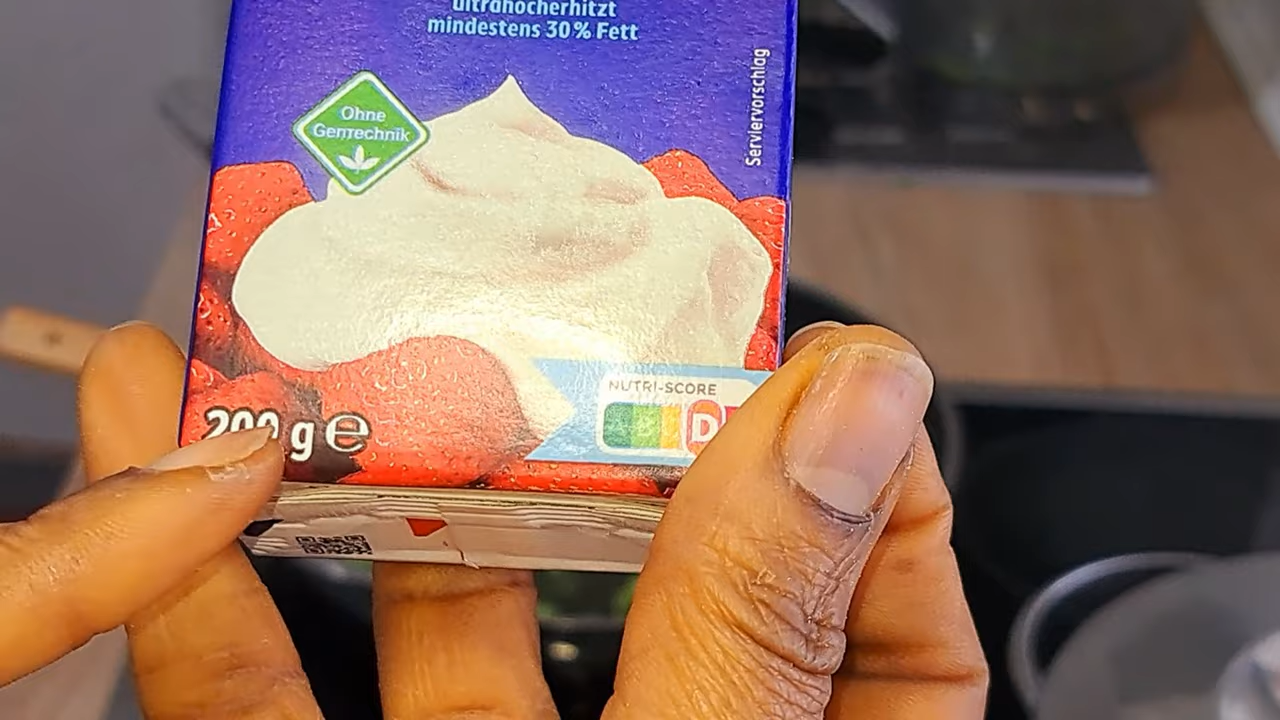 ultrahocherhitzt
mindestens 30% Fett
Serviervorschlag
Ohne
Gentechnik
NUTRI-SCORE
D
200 g e